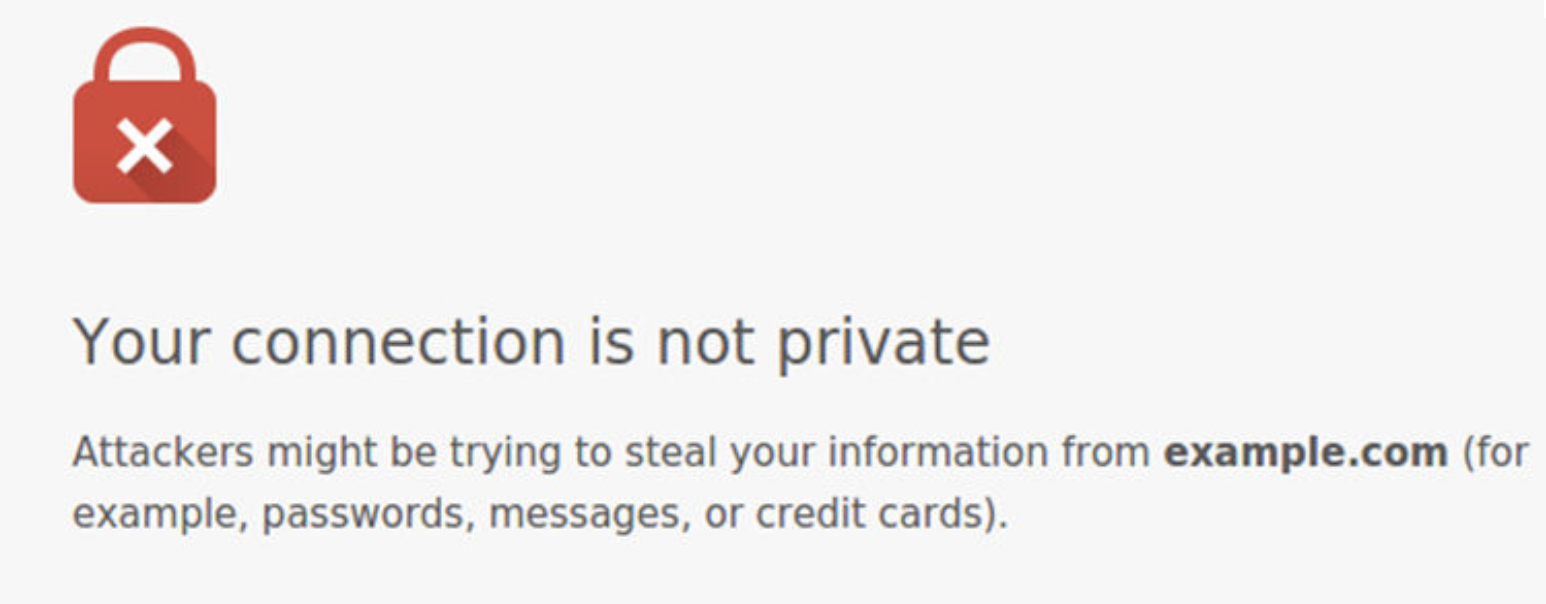 Your connection is not private
Attackers might be trying to steal your information from example.com (for
example, passwords, messages, or credit cards).